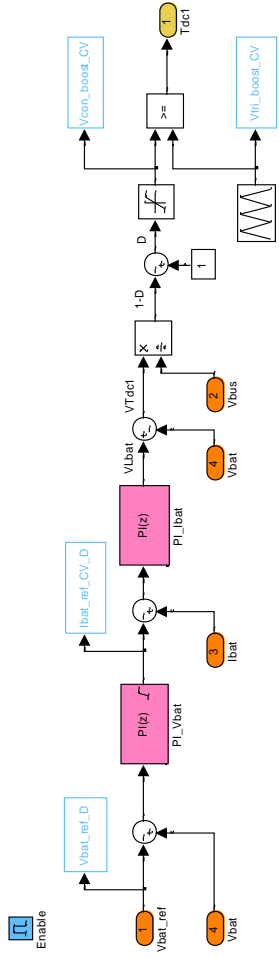 Enable
Vbat_ref_D
1
Vbat_ref
4
Vbat
PI(z)
PI_Vbat
Ibat_ref_CV_D
3
Ibat
PI(z)
PI_Ibat
VLbat
4
Vbat
VTdc1
2
Vbus
×
÷
1-D
1
D
Vcon_boost_CV
Vtri_boost_CV
>=
1
Tdc1